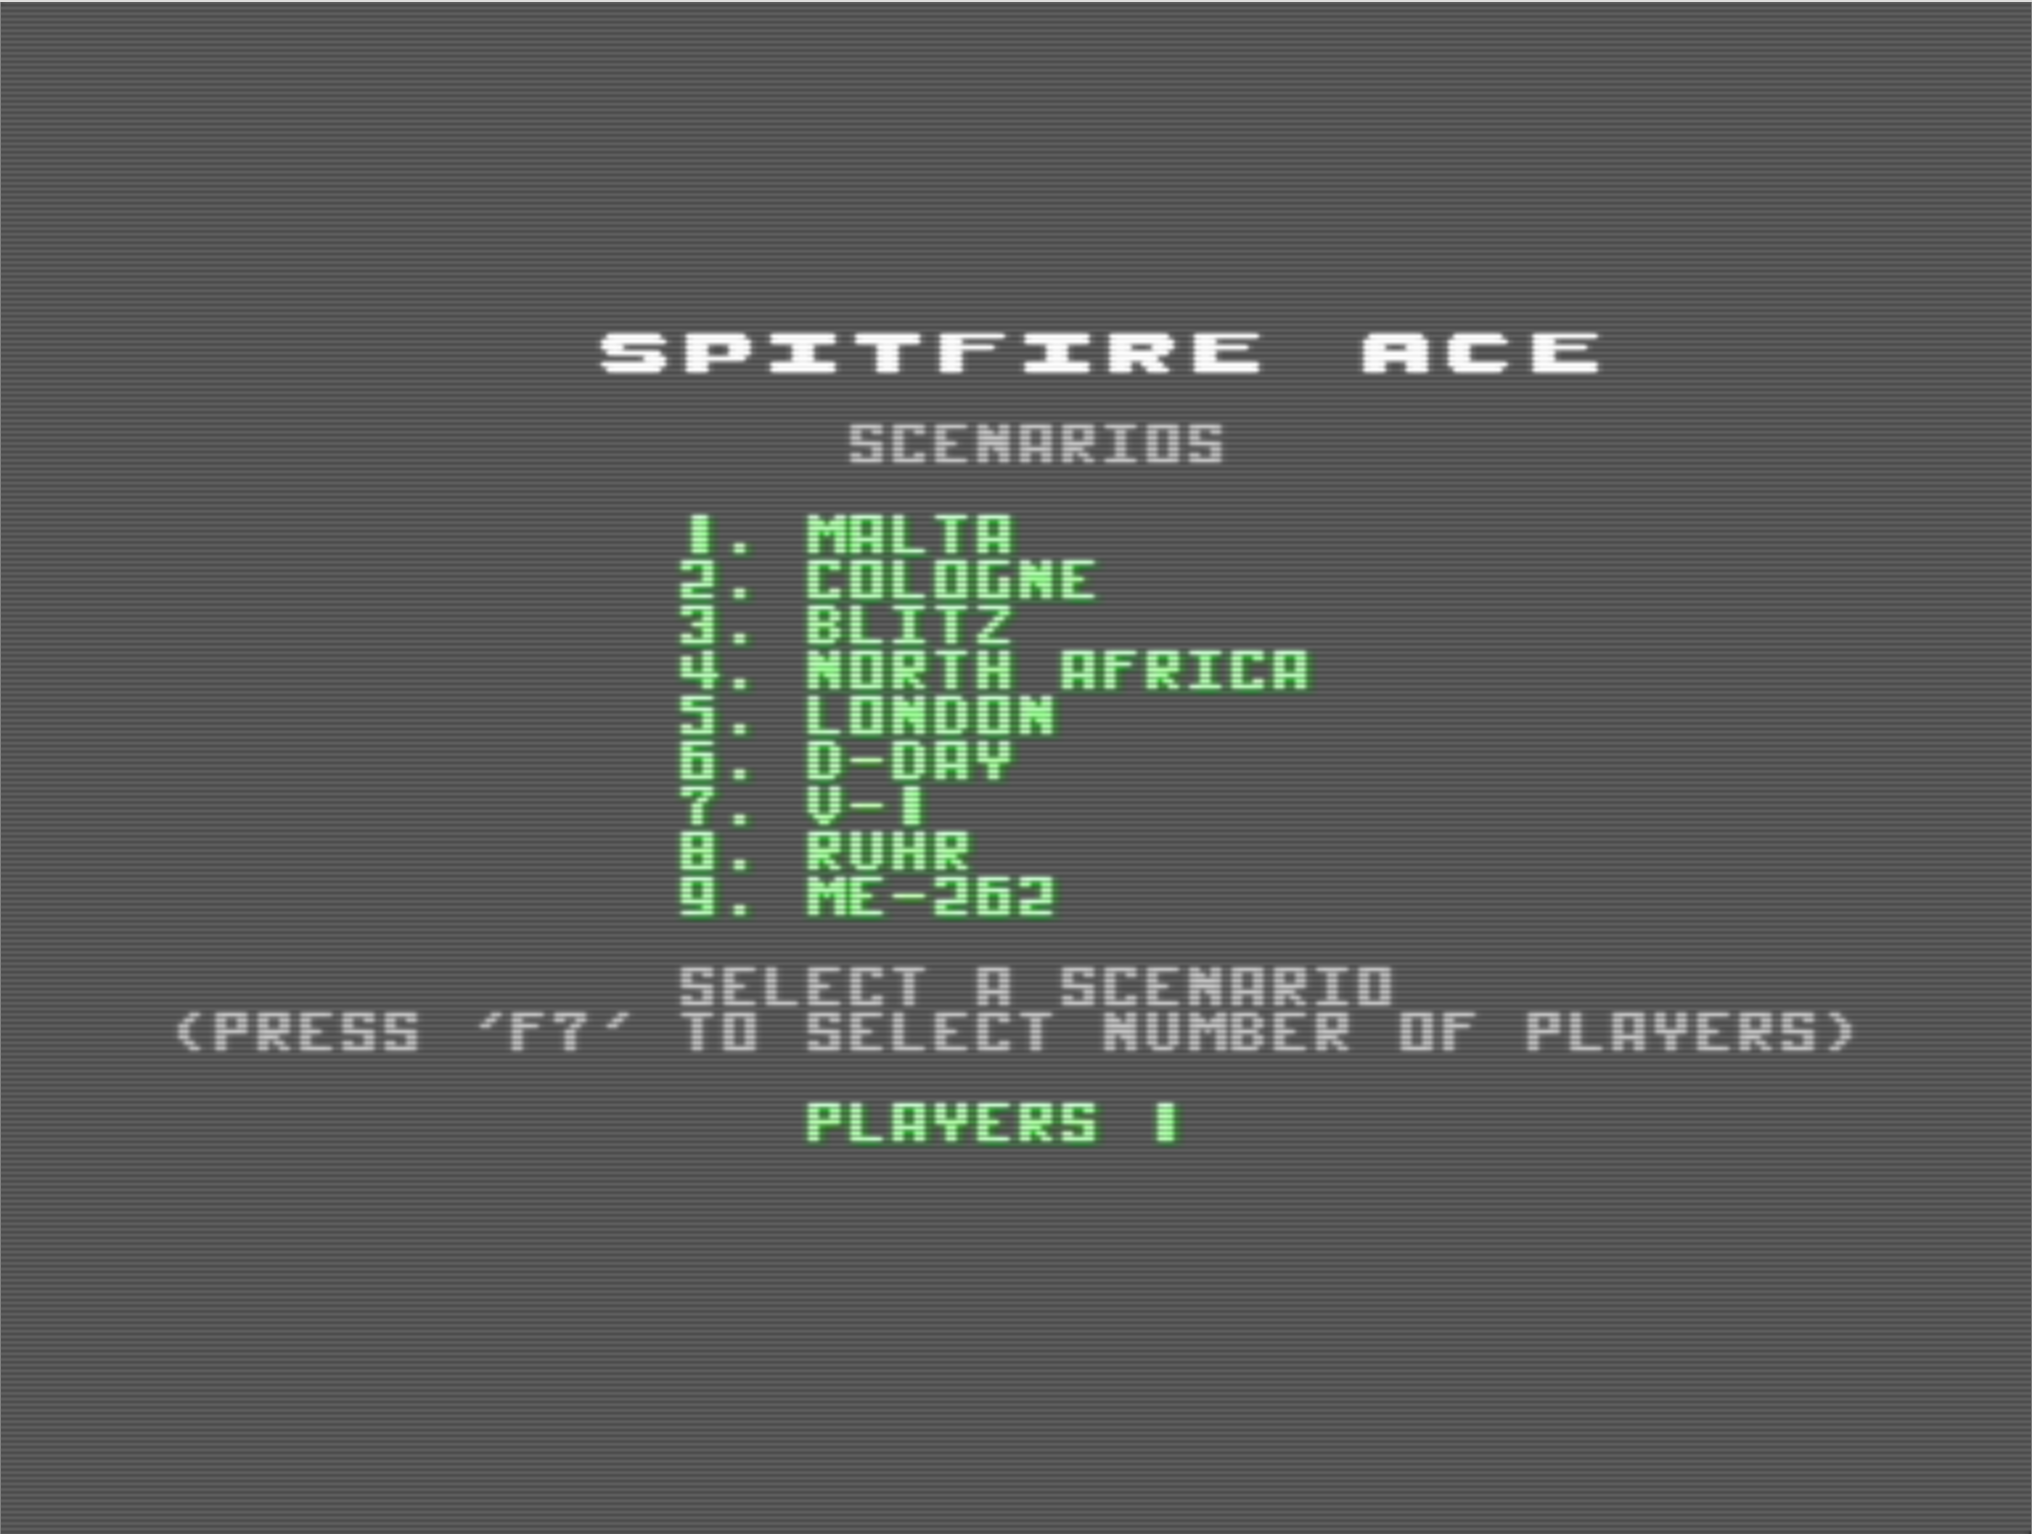 SPITFIRE ACE
SCENARIOS
1. MALTA
2. COLOGNE
3. BLITZ
4. NORTH AFRICA
5. LONDON
6. D-DAY
7. V-1
8. RUHR
9. ME-262
SELECT A SCENARIO
(PRESS 'F7' TO SELECT NUMBER OF PLAYERS)
PLAYERS 1